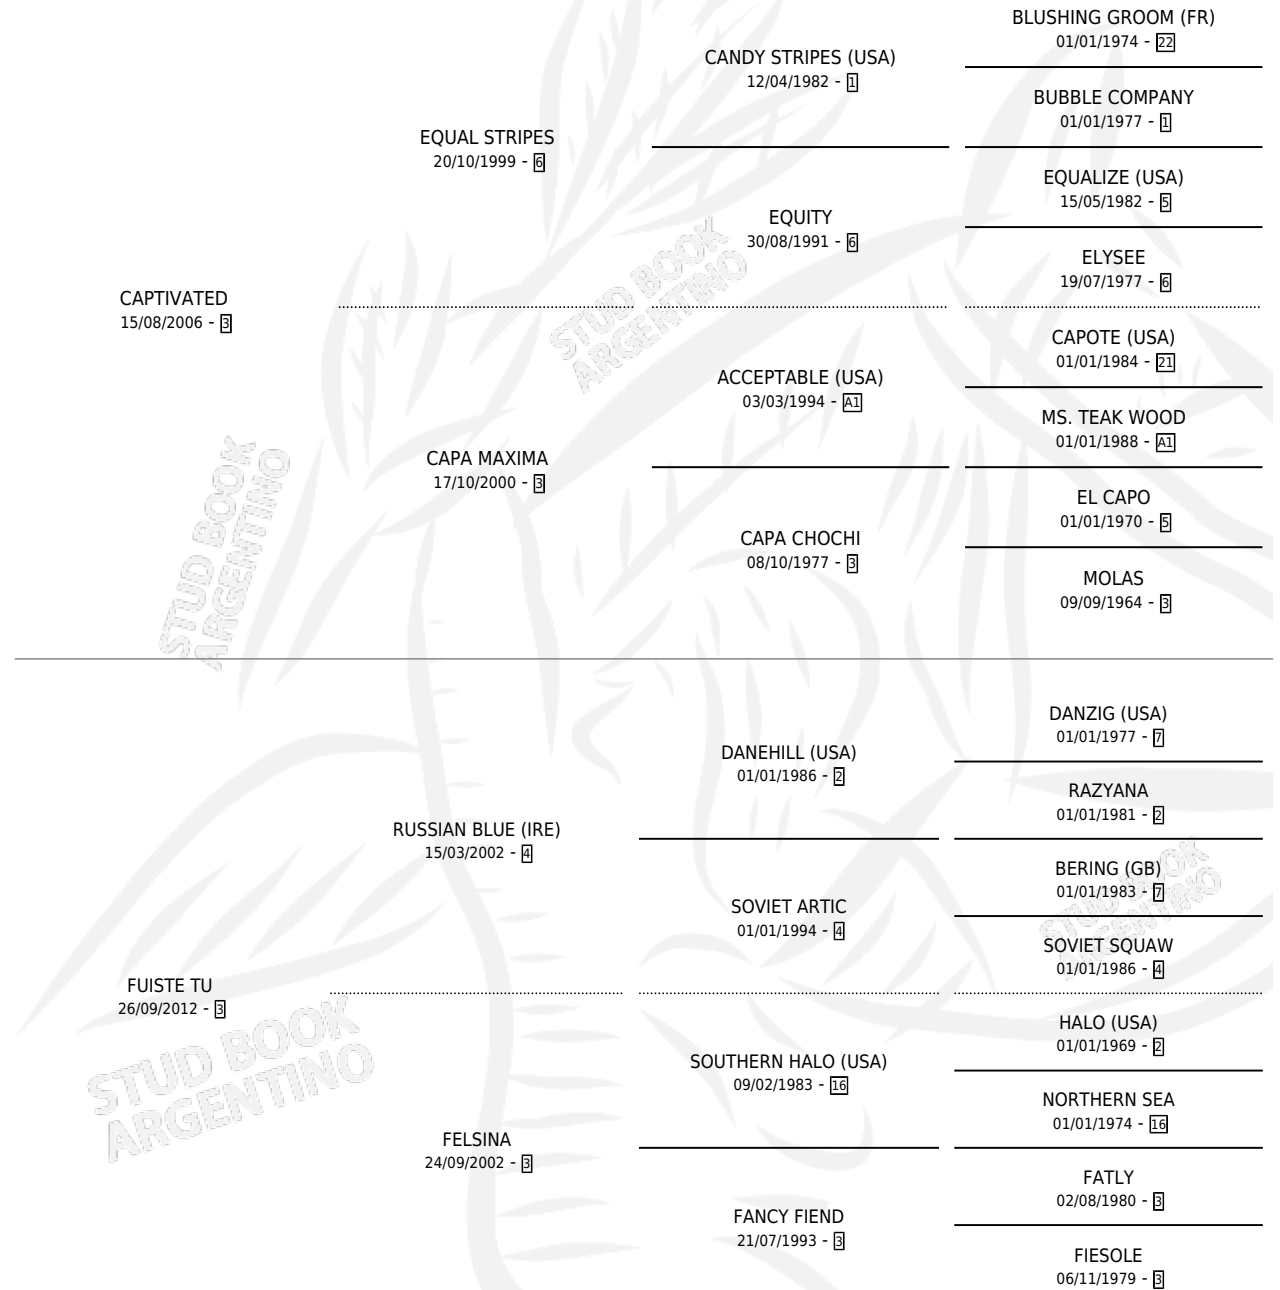 BLUSHING GROOM (FR)
01/01/1974 - 22
CANDY STRIPES (USA)
12/04/1982 - 1
BUBBLE COMPANY
01/01/1977 - 1
EQUAL STRIPES
20/10/1999 - 6
EQUALIZE (USA)
15/05/1982 - 5
EQUITY
30/08/1991 - 6
ELYSEE
19/07/1977 - 6
CAPTIVATED
15/08/2006 - 3
CAPOTE (USA)
01/01/1984 - 21
ACCEPTABLE (USA)
03/03/1994 - A1
MS. TEAK WOOD
01/01/1988 - A1
CAPA MAXIMA
17/10/2000 - 3
EL CAPO
01/01/1970 - 5
CAPA CHOCHI
08/10/1977 - 3
MOLAS
09/09/1964 - 3
DANZIG (USA)
01/01/1977 - 7
DANEHILL (USA)
01/01/1986 - 2
RAZYANA
01/01/1981 - 2
RUSSIAN BLUE (IRE)
15/03/2002 - 4
BERING (GB)
01/01/1983 - 7
SOVIET ARTIC
01/01/1994 - 4
SOVIET SQUAW
01/01/1986 - 4
FUISTE TU
26/09/2012 - 3
HALO (USA)
01/01/1969 - 2
SOUTHERN HALO (USA)
09/02/1983 - 16
NORTHERN SEA
01/01/1974 - 16
FELSINA
24/09/2002 - 3
FATLY
02/08/1980 - 3
FANCY FIEND
21/07/1993 - 3
FIESOLE
06/11/1979 - 3
STUD BOOK
ARGENTINO
STUD BOOK
ARGENTINO
STUD BOOK
ARGENTINO
STUD BOOK
ARGENTINO